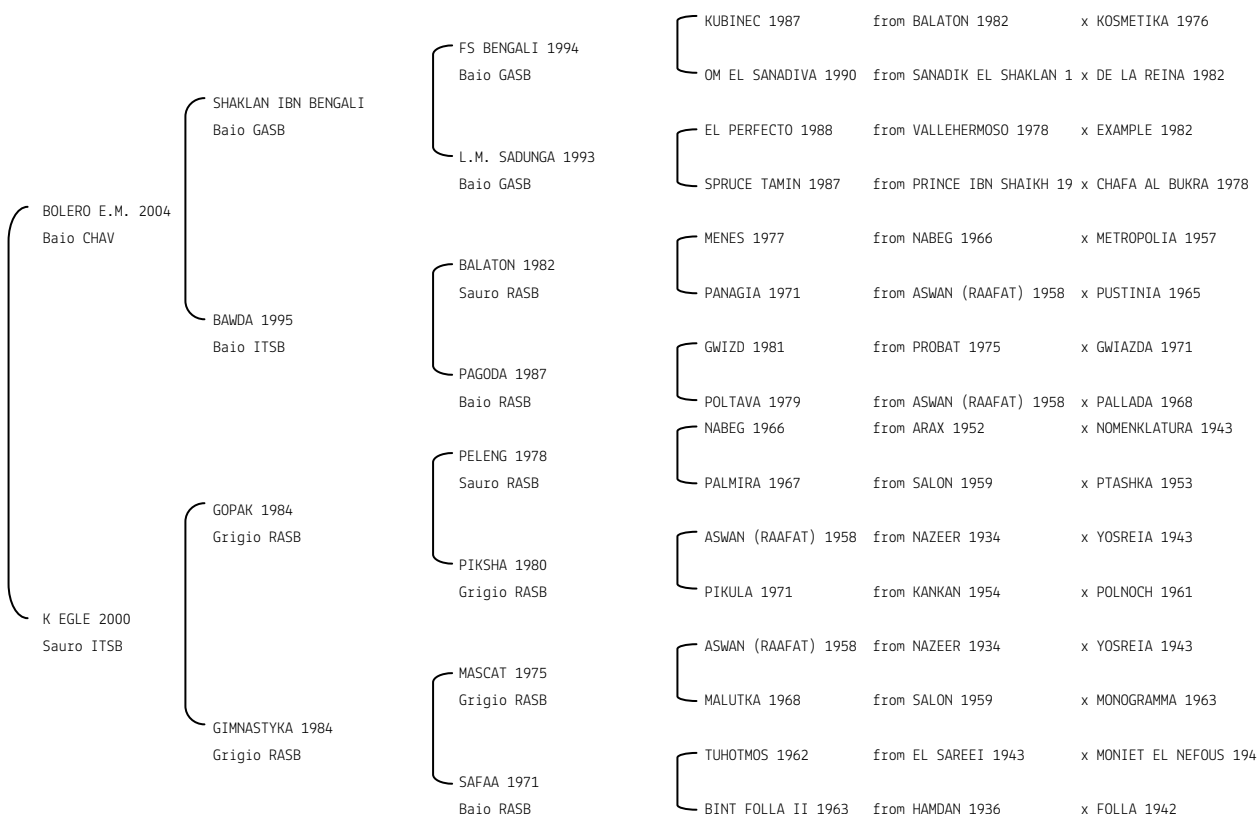 KUBINEC 1987 from BALATON 1982 x KOSMETIKA 1976
FS BENGALI 1994
Baio GASB
OM EL SANADIVA 1990 from SANADIK EL SHAKLAN 1 x DE LA REINA 1982
SHAKLAN IBN BENGALI
Baio GASB
EL PERFECTO 1988 from VALLEHERMOSO 1978 x EXAMPLE 1982
L.M. SADUNGA 1993
Baio GASB
SPRUCE TAMIN 1987 from PRINCE IBN SHAIKH 19 x CHAFA AL BUKRA 1978
BOLERO E.M. 2004
Baio CHAV
MENES 1977 from NABEG 1966 x METROPOLIA 1957
BALATON 1982
Sauro RASB
PANAGIA 1971 from ASWAN (RAAFAT) 1958 x PUSTINIA 1965
BAWDA 1995
Baio ITSB
GWIZD 1981 from PROBAT 1975 x GWIAZDA 1971
PAGODA 1987
Baio RASB
POLTAVA 1979 from ASWAN (RAAFAT) 1958 x PALLADA 1968
NABEG 1966 from ARAX 1952 x NOMENKLATURA 1943
PELENG 1978
Sauro RASB
PALMIRA 1967 from SALON 1959 x PTASHKA 1953
GOPAK 1984
Grigio RASB
ASWAN (RAAFAT) 1958 from NAZEER 1934 x YOSREIA 1943
PIKSHA 1980
Grigio RASB
PIKULA 1971 from KANKAN 1954 x POLNOCH 1961
K EGLE 2000
Sauro ITSB
ASWAN (RAAFAT) 1958 from NAZEER 1934 x YOSREIA 1943
MASCAT 1975
Grigio RASB
MALUTKA 1968 from SALON 1959 x MONOGRAMMA 1963
GIMNASTYKA 1984
Grigio RASB
TUHOTMOS 1962 from EL SAREEI 1943 x MONIET EL NEFOUS 194
SAFAA 1971
Baio RASB
BINT FOLLA II 1963 from HAMDAN 1936 x FOLLA 1942